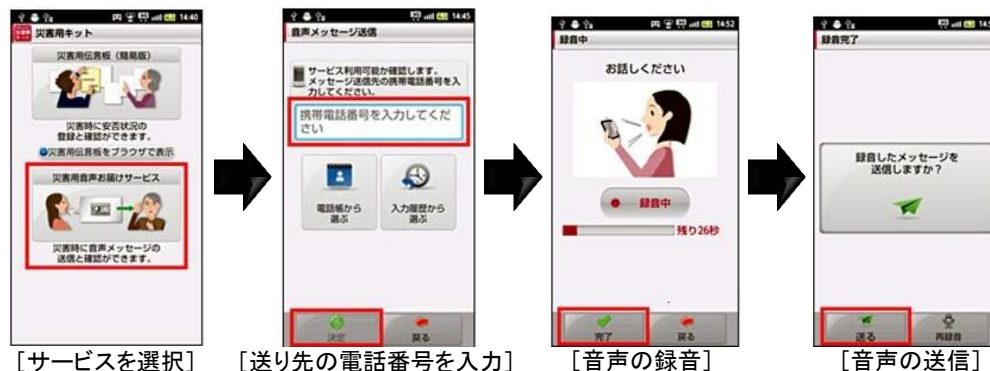 14:40
災害用キット
災害用伝言板(簡易版)
災害時に安否状況の
登録と確認ができます。
災害用伝言板をブラウザで表示
災害用音声お届けサービス
災害時に音声メッセージの
送信と確認ができます。
[サービスを選択]
14:45
音声メッセージ送信
サービス利用可能か確認します。
メッセージ送信先の携帯電話番号を入
力してください。
携帯電話番号を入力してくだ
さい
電話帳から
選ぶ
入力履歴から
選ぶ
決定
戻る
[送り先の電話番号を入力]
14:52
録音中
お話しください
録音中
残り26秒
完了
戻る
[音声の録音]
録音完了
録音したメッセージを
送信しますか?
送る
再録音
[音声の送信]